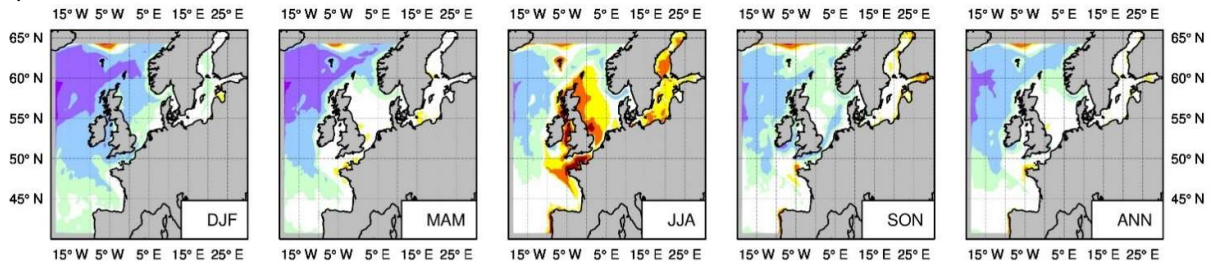 15° W 5° W 5° E 15° E 25° E 15° W 5° W 5° E 15° E 25° E 15° W 5° W 5° E 15° E 25° E 15° W 5° W 5° E 15° E 25° E 15° W 5° W 5° E 15° E 25° E
65° N 65° N
60° N 60° N
55° N 55° N
50° N 50° N
45° N 45° N
DJF MAM JJA SON ANN
15° W 5° W 5° E 15° E 25° E 15° W 5° W 5° E 15° E 25° E 15° W 5° W 5° E 15° E 25° E 15° W 5° W 5° E 15° E 25° E 15° W 5° W 5° E 15° E 25° E